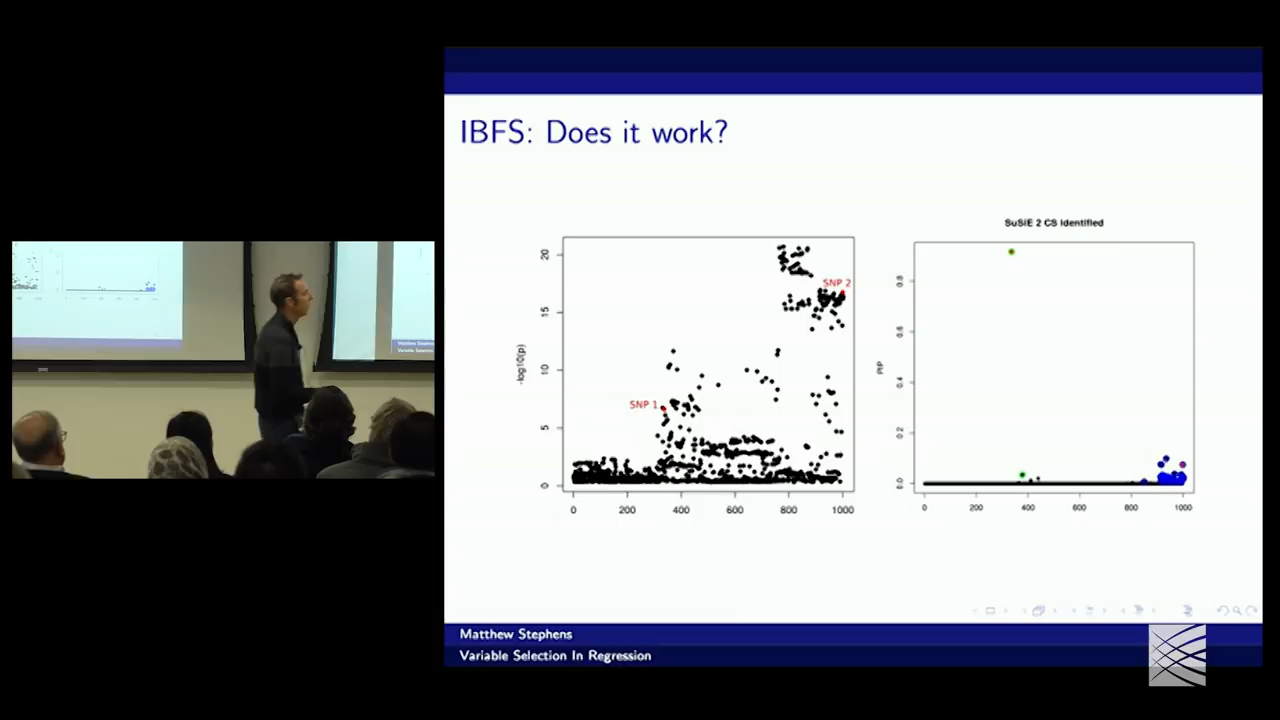 IBFS: Does it work?
SNP 2
SNP 1
-log10(p)
20
15
10
5
0
0 200 400 600 800 1000
SuSiE 2 CS Identified
PIP
0.8
0.6
0.4
0.2
0.0
0 200 400 600 800 1000
Matthew Stephens
Variable Selection In Regression